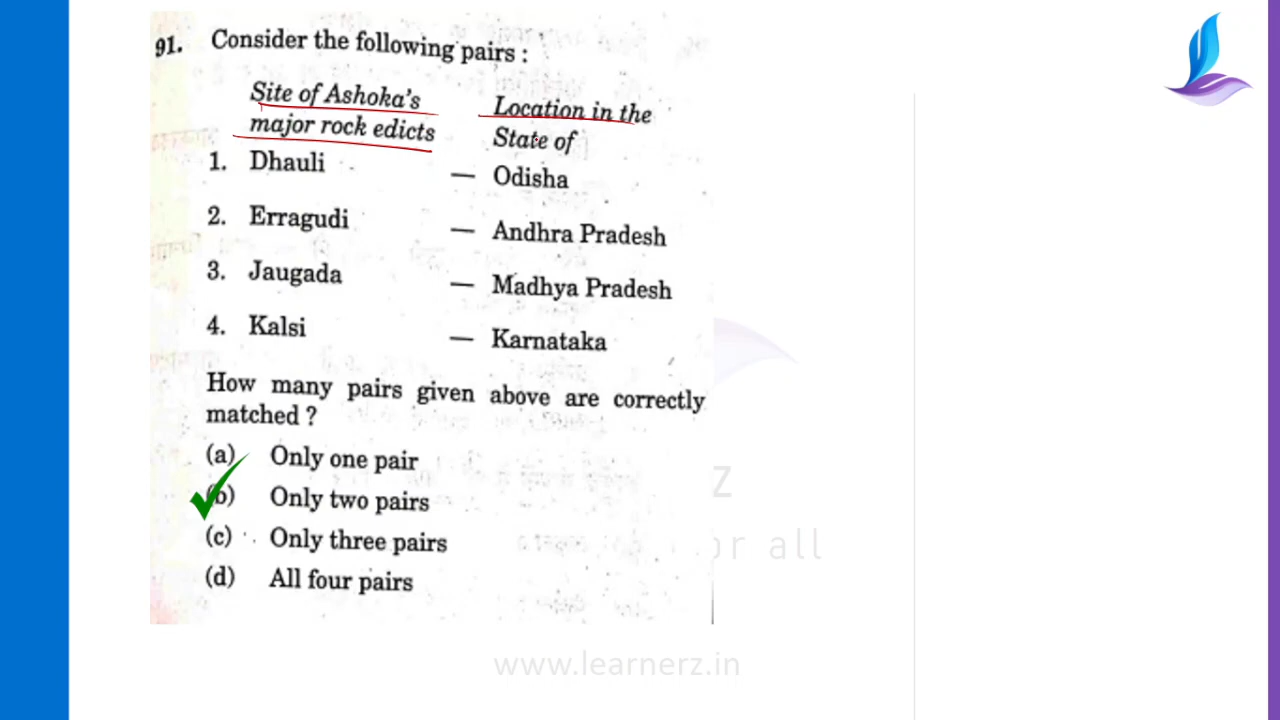 91. Consider the following pairs :
Site of Ashoka's Location in the
major rock edicts State of
1. Dhauli — Odisha
2. Erragudi — Andhra Pradesh
3. Jaugada — Madhya Pradesh
4. Kalsi — Karnataka
How many pairs given above are correctly
matched ?
(a) Only one pair
(b) Only two pairs
(c) Only three pairs
(d) All four pairs
z
or all
www.learnerz.in